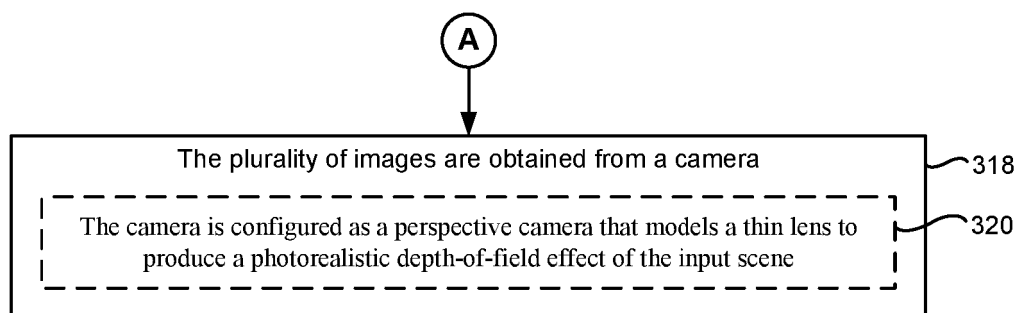 A
The plurality of images are obtained from a camera
318
The camera is configured as a perspective camera that models a thin lens to
produce a photorealistic depth-of-field effect of the input scene
320